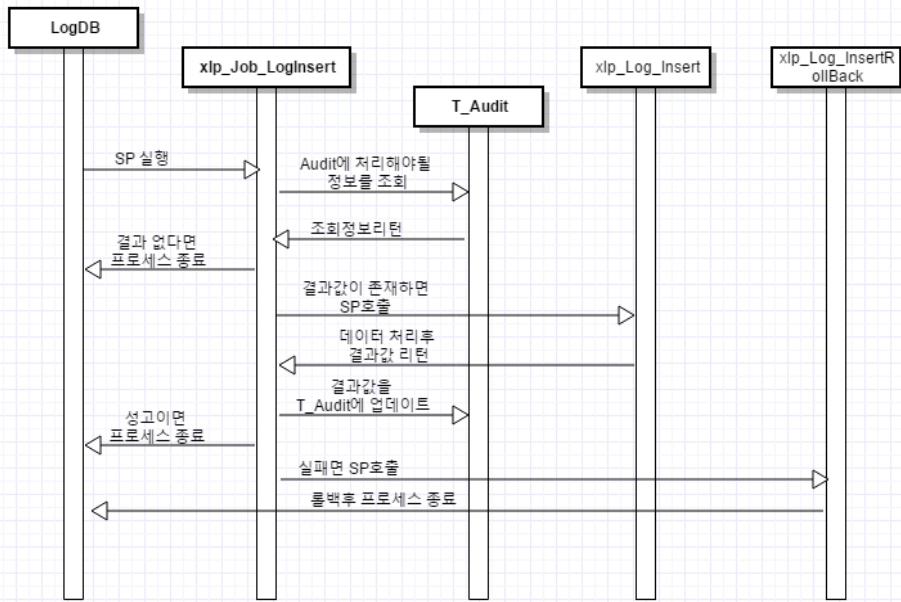 LogDB
xlp_Job_LogInsert
T_Audit
xlp_Log_Insert
xlp_Log_InsertR
ollBack
SP 실행
Audit에 처리해야될
정보를 조회
조회정보리턴
결과 없다면
프로세스 종료
결과값이 존재하면
SP호출
데이터 처리후
결과값 리턴
결과값을
T_Audit에 업데이트
성고이면
프로세스 종료
실패면 SP호출
롤백후 프로세스 종료